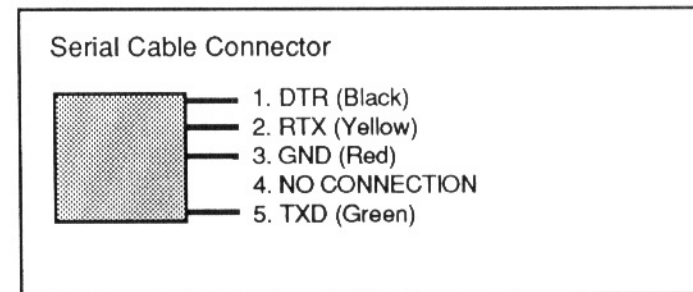 Serial Cable Connector
1. DTR (Black)
2. RTX (Yellow)
3. GND (Red)
4. NO CONNECTION
5. TXD (Green)